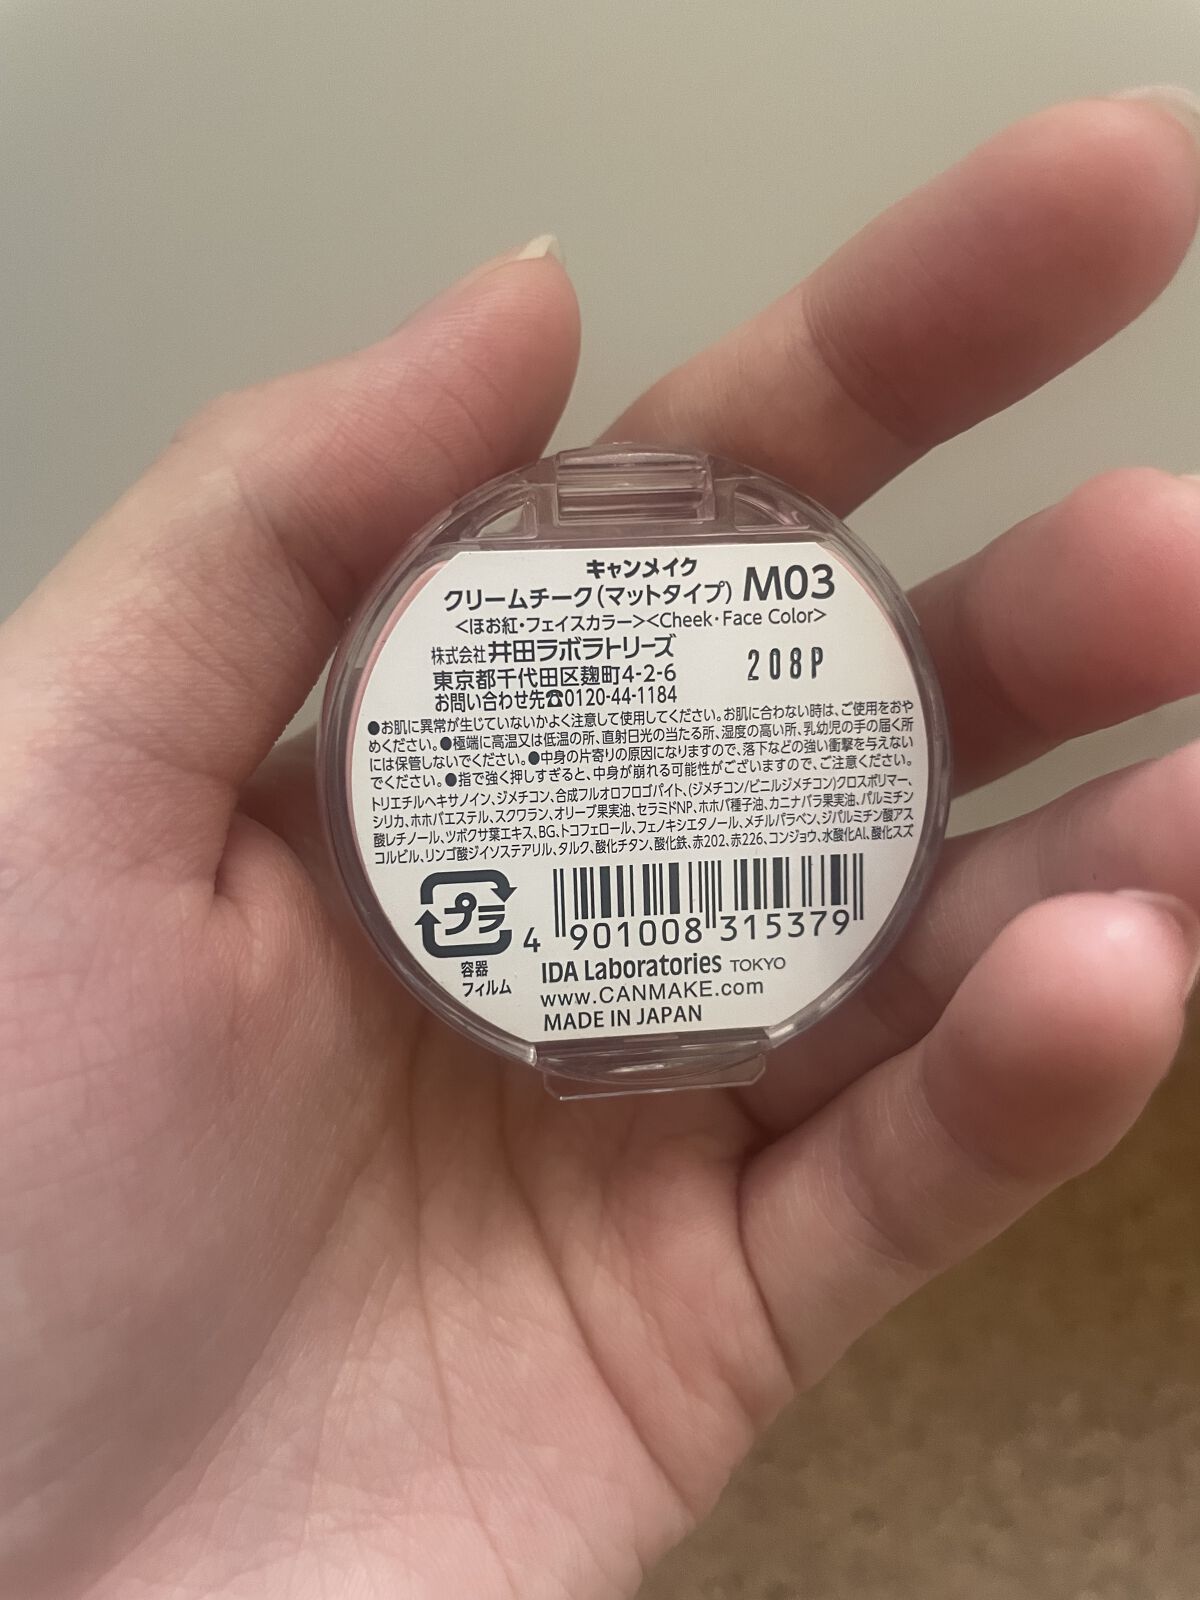 キャンメイク
クリームチーク(マットタイプ) M03
<ほお紅・フェイスカラー><Cheek・Face Color>
株式会社井田ラボラトリーズ
東京都千代田区麹町4-2-6
お問い合わせ先☎0120-44-1184
208P
●お肌に異常が生じていないかよく注意して使用してください。お肌に合わない時は、ご使用をおや
めください。●極端に高温又は低温の所、直射日光の当たる所、湿度の高い所、乳幼児の手の届く所
には保管しないでください。●中身の片寄りの原因になりますので、落下などの強い衝撃を与えない
でください。●指で強く押しすぎると、中身が崩れる可能性がございますので、ご注意ください。
トリエチルヘキサノイン、ジメチコン、合成フルオロフロゴパイト、(ジメチコン/ビニルジメチコン)クロスポリマー、
シリカ、ホホバエステル、スクワラン、オリーブ果実油、セラミドNP、ホホバ種子油、カニナバラ果実油、パルミチン
酸レチノール、ツボクサ葉エキス、BG、トコフェロール、フェノキシエタノール、メチルパラベン、ジパルミチン酸アス
コルビル、リンゴ酸ジイソステアリル、タルク、酸化チタン、酸化鉄、赤202、赤226、コンジョウ、水酸化Al、酸化スズ
プラ
容器
フィルム
4 901008 315379
IDA Laboratories TOKYO
www.CANMAKE.com
MADE IN JAPAN